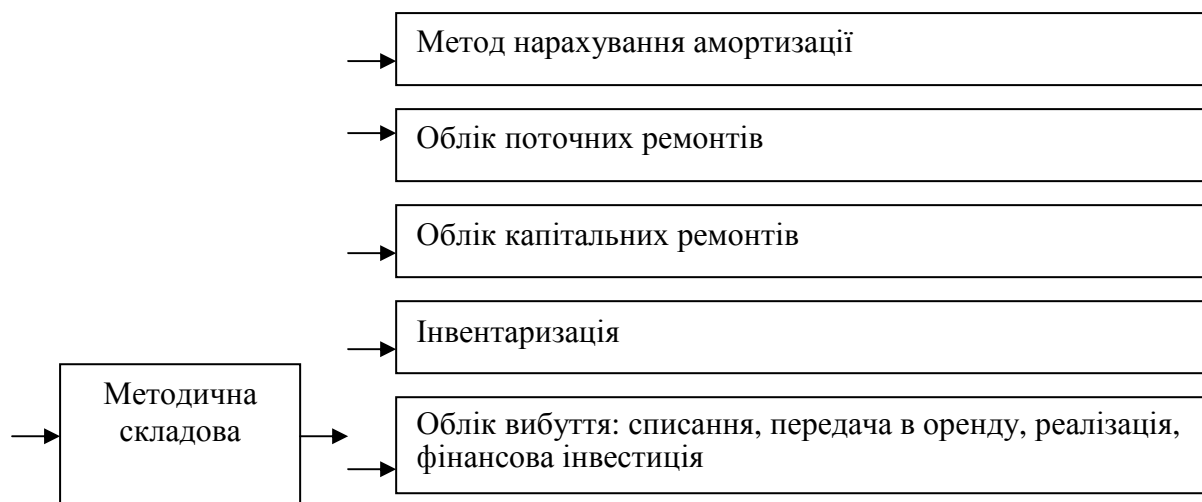 Метод нарахування амортизації
Облік поточних ремонтів
Облік капітальних ремонтів
Інвентаризація
Методична
складова
Облік вибуття: списання, передача в оренду, реалізація,
фінансова інвестиція